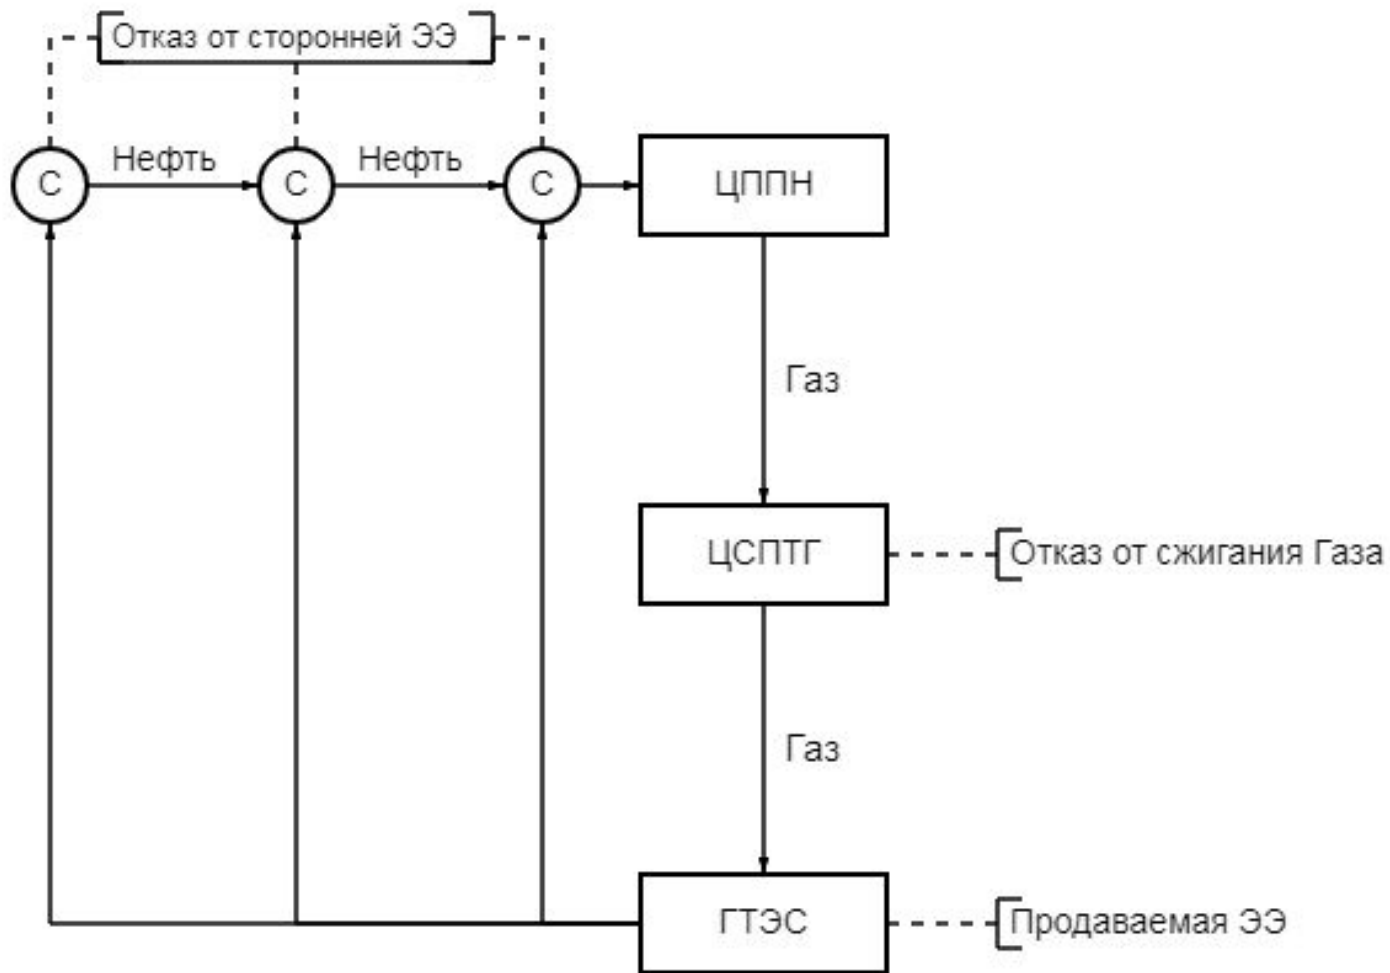 Отказ от сторонней ЭЭ
Нефть
Нефть
С
С
С
ЦППН
Газ
ЦСПТГ
Отказ от сжигания Газа
Газ
ГТЭС
Продаваемая ЭЭ